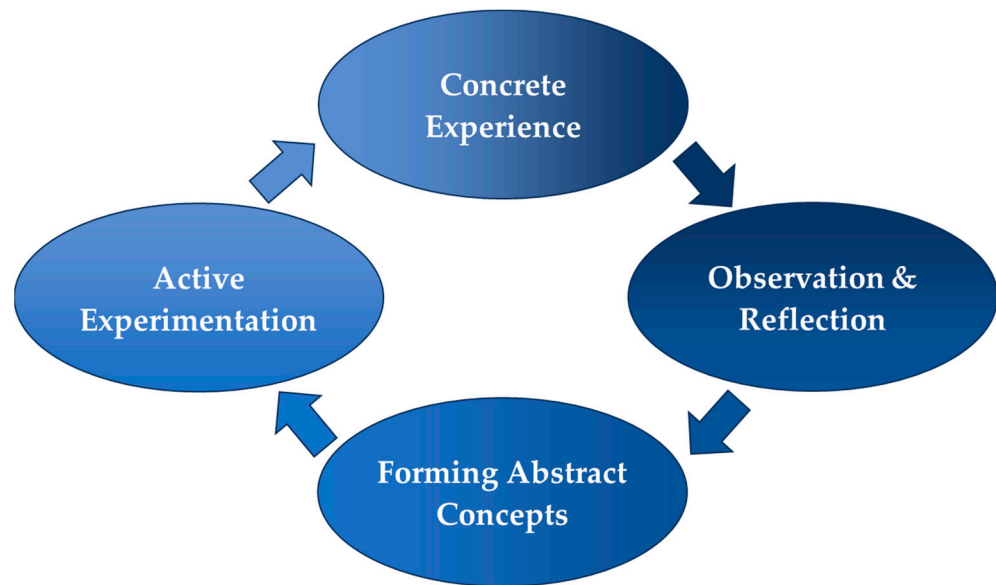 Concrete
Experience
Observation &
Reflection
Forming Abstract
Concepts
Active
Experimentation